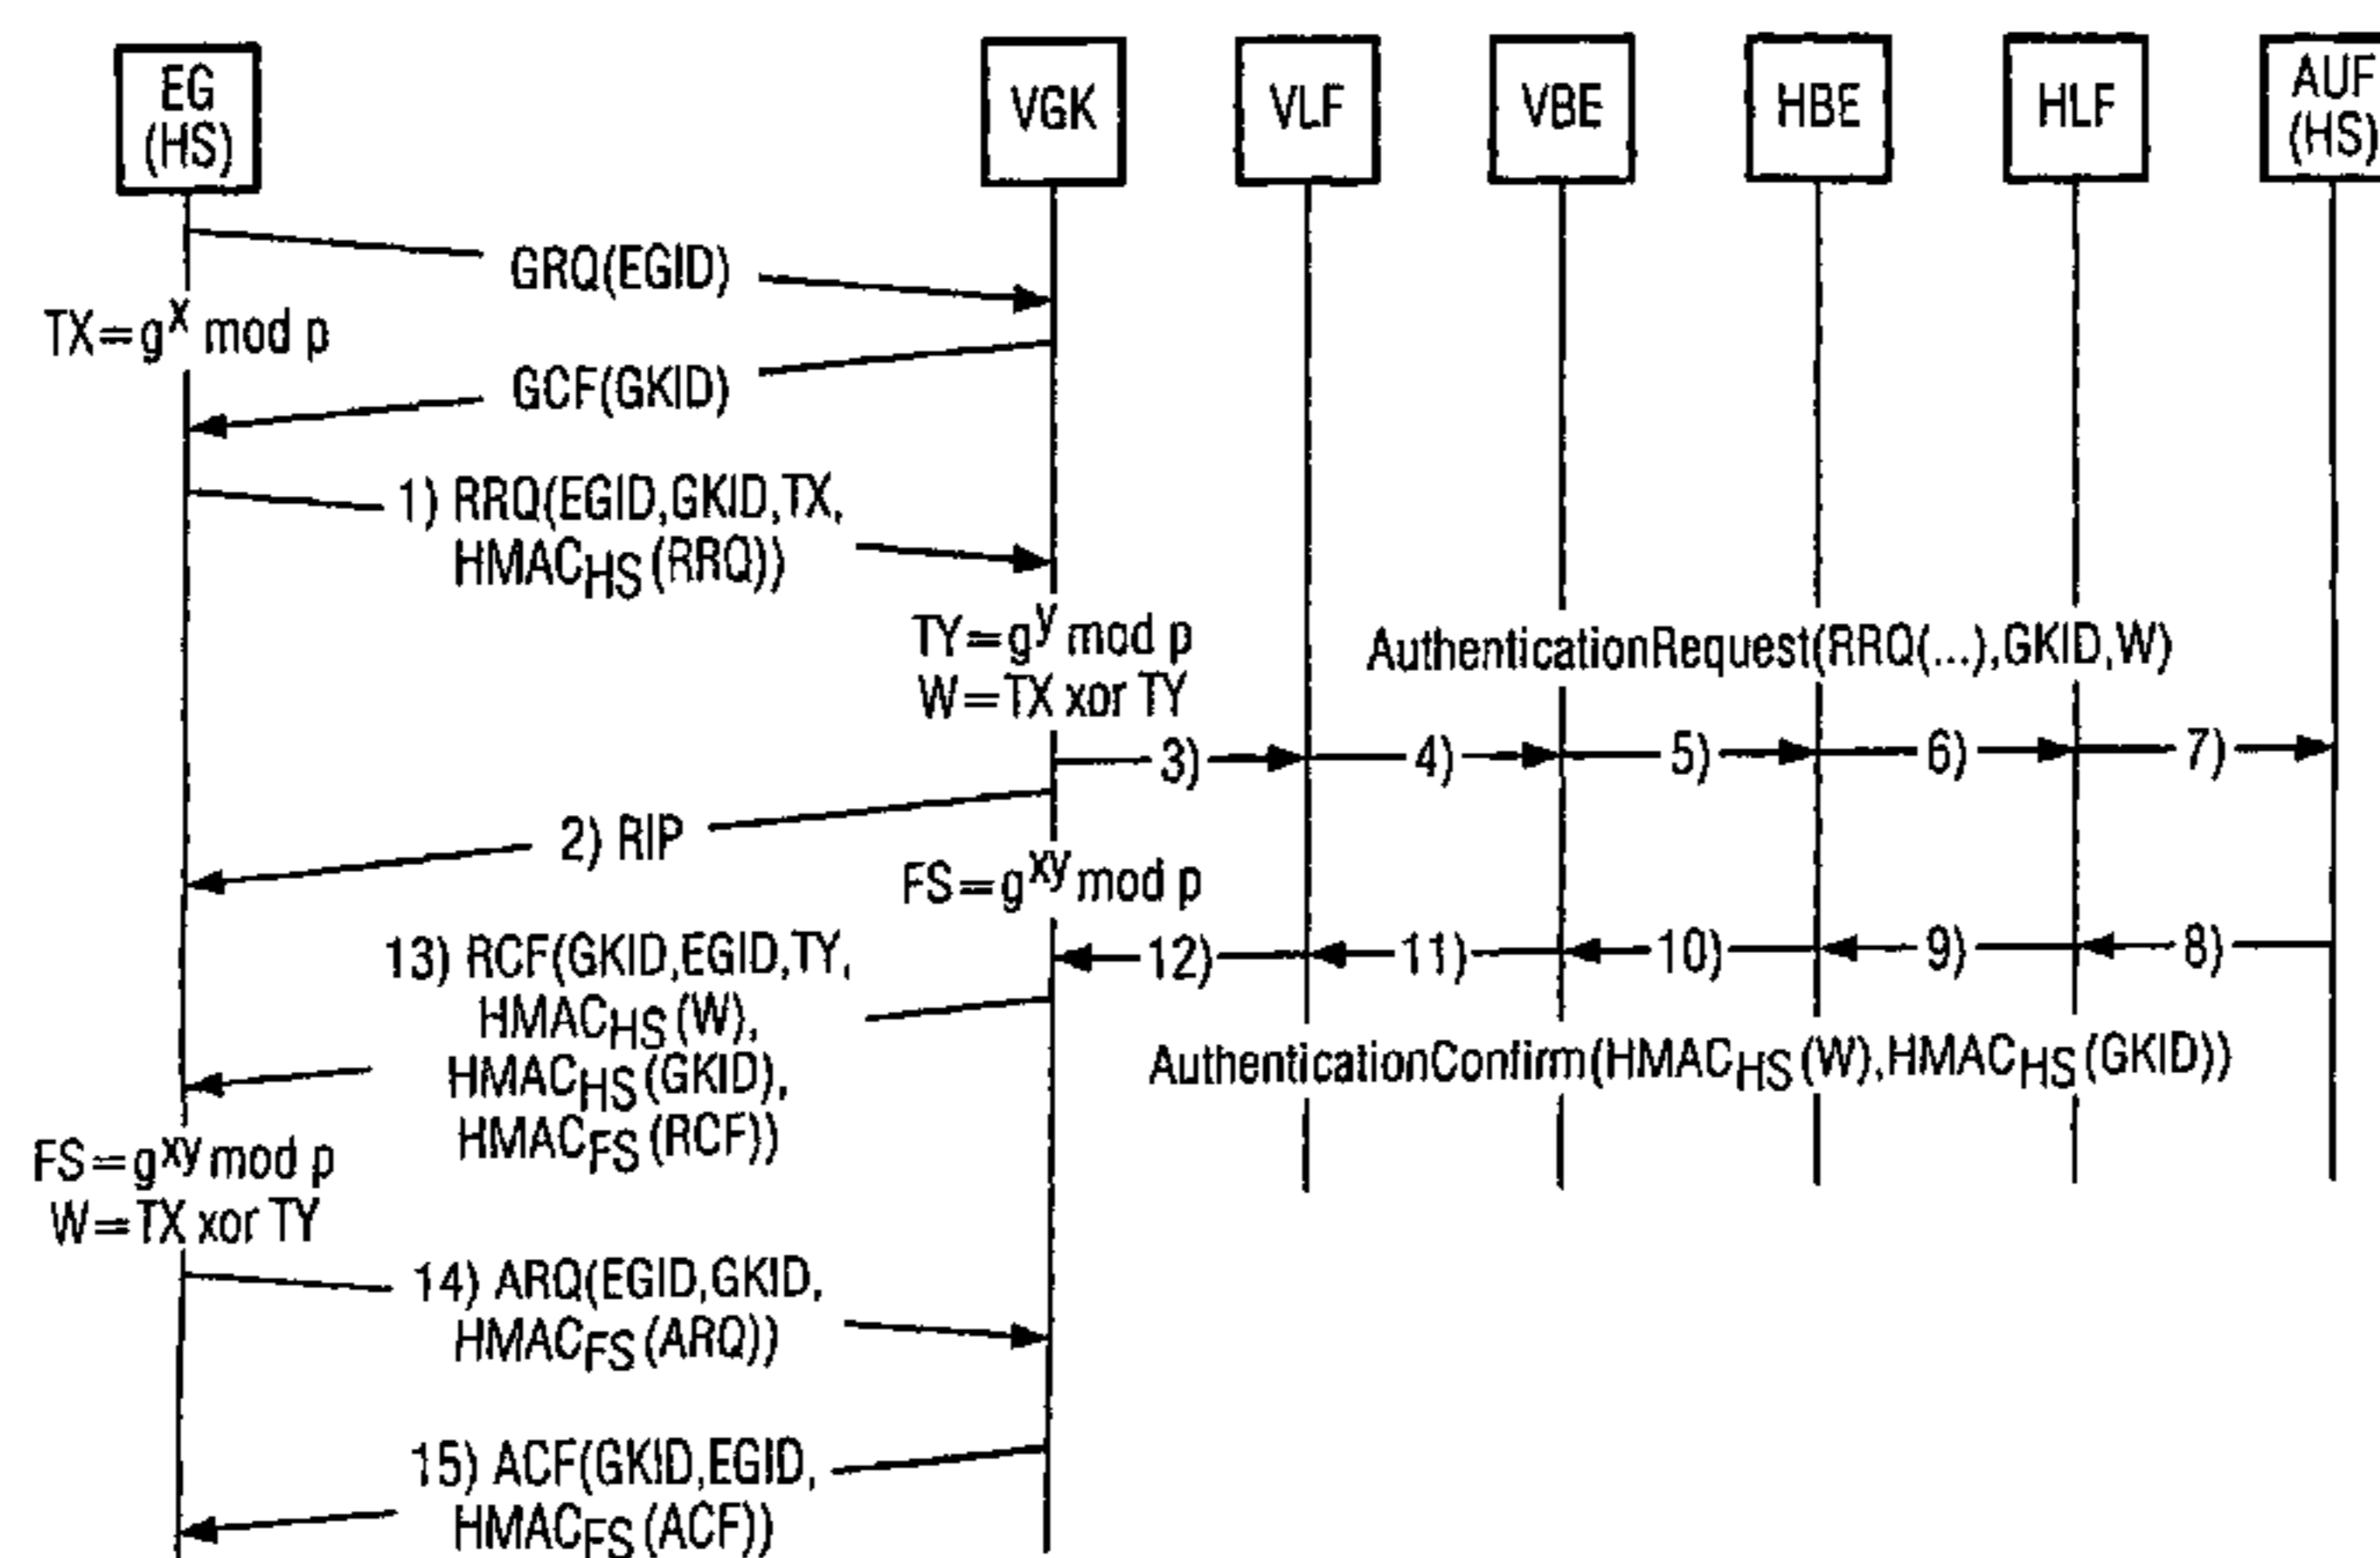 EG
(HS)
VGK
VLF
VBE
HBE
HLF
AUF
(HS)
GRQ(EGID)
TX=g^x mod p
GCF(GKID)
1) RRQ(EGID,GKID,TX,
HMAC_HS(RRQ))
TY=g^y mod p
W=TX xor TY
AuthenticationRequest(RRQ(...),GKID,W)
3)
4)
5)
6)
7)
2) RIP
FS=g^xy mod p
12)
11)
10)
9)
8)
13) RCF(GKID,EGID,TY,
HMAC_HS(W),
HMAC_HS(GKID),
HMAC_FS(RCF))
AuthenticationConfirm(HMAC_HS(W),HMAC_HS(GKID))
FS=g^xy mod p
W=TX xor TY
14) ARQ(EGID,GKID,
HMAC_FS(ARQ))
15) ACF(GKID,EGID,
HMAC_FS(ACF))